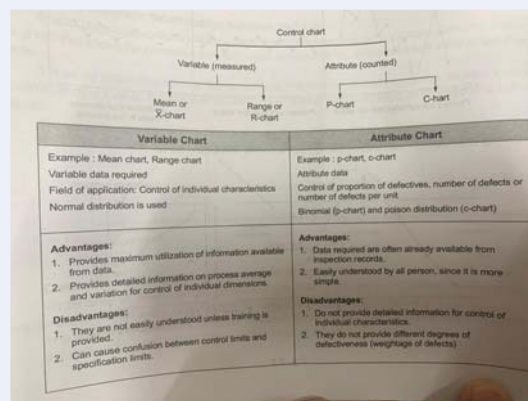 Control chart
Variable (measured)
Attribute (counted)
Mean or
X̄-chart
Range or
R-chart
P-chart
C-chart
Variable Chart
Example : Mean chart, Range chart
Variable data required
Field of application: Control of individual characteristics
Normal distribution is used
Advantages:
1. Provides maximum utilization of information available
from data.
2. Provides detailed information on process average
and variation for control of individual dimensions.
Disadvantages:
1. They are not easily understood unless training is
provided.
2. Can cause confusion between control limits and
specification limits.
Attribute Chart
Example : p-chart, c-chart
Attribute data
Control of proportion of defectives, number of defects or
number of defects per unit
Binomial (p-chart) and poison distribution (c-chart)
Advantages:
1. Data required are often already available from
inspection records.
2. Easily understood by all person, since it is more
simple.
Disadvantages:
1. Do not provide detailed information for control of
individual characteristics.
2. They do not provide different degrees of
defectiveness (weightage of defects)